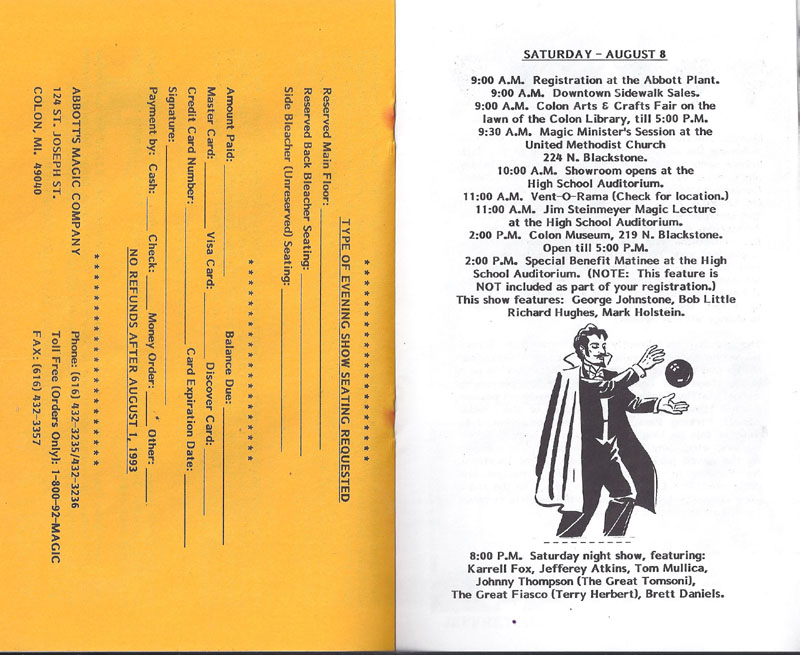 * * * * * * * * * * * * * * * * * * * *
TYPE OF EVENING SHOW SEATING REQUESTED
Reserved Main Floor:
Reserved Back Bleacher Seating:
Side Bleacher (Unreserved) Seating:
* * * * * * * * * * * * * * * * * * * *
Amount Paid: Balance Due:
Master Card: Visa Card: Discover Card:
Credit Card Number: Card Expiration Date:
Signature:
Payment by: Cash: Check: Money Order: Other:
NO REFUNDS AFTER AUGUST 1, 1993
* * * * * * * * * * * * * * * * * * * *
ABBOTT'S MAGIC COMPANY Phone: (616) 432-3235/432-3236
124 ST. JOSEPH ST. Toll Free (Orders Only): 1-800-92-MAGIC
COLON, MI. 49040 FAX: (616) 432-3357
SATURDAY - AUGUST 8
9:00 A.M. Registration at the Abbott Plant.
9:00 A.M. Downtown Sidewalk Sales.
9:00 A.M. Colon Arts & Crafts Fair on the
lawn of the Colon Library, till 5:00 P.M.
9:30 A.M. Magic Minister's Session at the
United Methodist Church
224 N. Blackstone.
10:00 A.M. Showroom opens at the
High School Auditorium.
11:00 A.M. Vent-O-Rama (Check for location.)
11:00 A.M. Jim Steinmeyer Magic Lecture
at the High School Auditorium.
2:00 P.M. Colon Museum, 219 N. Blackstone.
Open till 5:00 P.M.
2:00 P.M. Special Benefit Matinee at the High
School Auditorium. (NOTE: This feature is
NOT included as part of your registration.)
This show features: George Johnstone, Bob Little
Richard Hughes, Mark Holstein.
8:00 P.M. Saturday night show, featuring:
Karrell Fox, Jefferey Atkins, Tom Mullica,
Johnny Thompson (The Great Tomsoni),
The Great Fiasco (Terry Herbert), Brett Daniels.